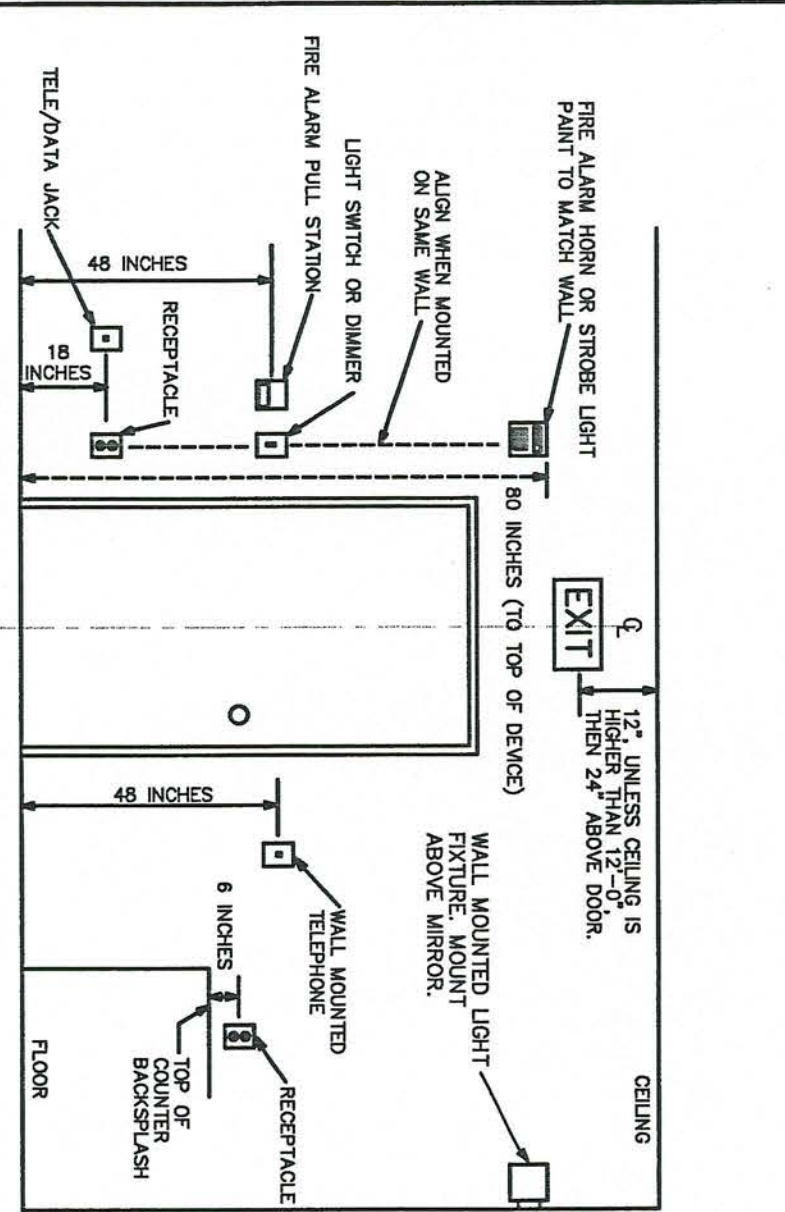 FIRE ALARM HORN OR STROBE LIGHT
PAINT TO MATCH WALL
ALIGN WHEN MOUNTED
ON SAME WALL
LIGHT SWITCH OR DIMMER
FIRE ALARM PULL STATION
TELE/DATA JACK
48 INCHES
18
INCHES
RECEPTACLE
80 INCHES (TO TOP OF DEVICE)
EXIT
℄
12", UNLESS CEILING IS
HIGHER THAN 12'-0",
THEN 24" ABOVE DOOR.
CEILING
WALL MOUNTED LIGHT
FIXTURE. MOUNT
ABOVE MIRROR.
48 INCHES
WALL MOUNTED
TELEPHONE
6 INCHES
RECEPTACLE
TOP OF
COUNTER
BACKSPLASH
FLOOR